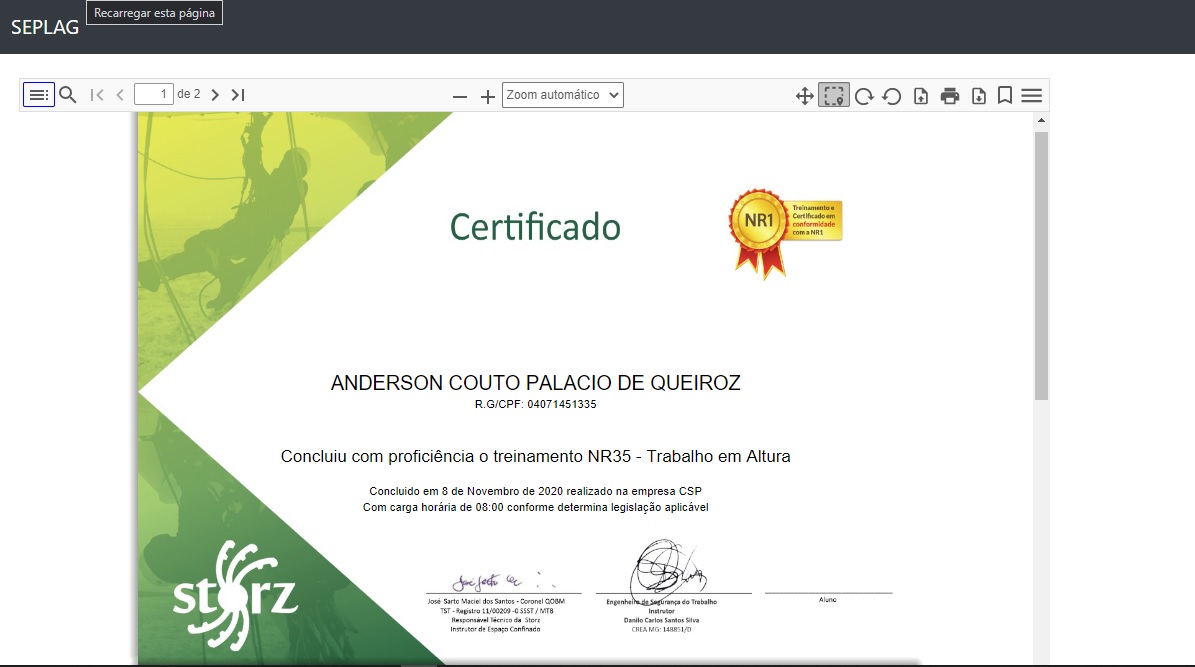 Recarregar esta página
SEPLAG
1 de 2
Zoom automático
Certificado
NR1
Treinamento e
Certificado em
conformidade
com a NR1
ANDERSON COUTO PALACIO DE QUEIROZ
R.G/CPF: 04071451335
Concluiu com proficiência o treinamento NR35 - Trabalho em Altura
Concluido em 8 de Novembro de 2020 realizado na empresa CSP
Com carga horária de 08:00 conforme determina legislação aplicável
storz
José Sarto Maciel dos Santos - Coronel QOBM
TST - Registro 11/00209 -0 SSST / MTB
Responsável Técnico da Storz
Instrutor de Espaço Confinado
Engenheiro de Segurança do Trabalho
Instrutor
Danilo Carlos Santos Silva
CREA MG: 148851/D
Aluno